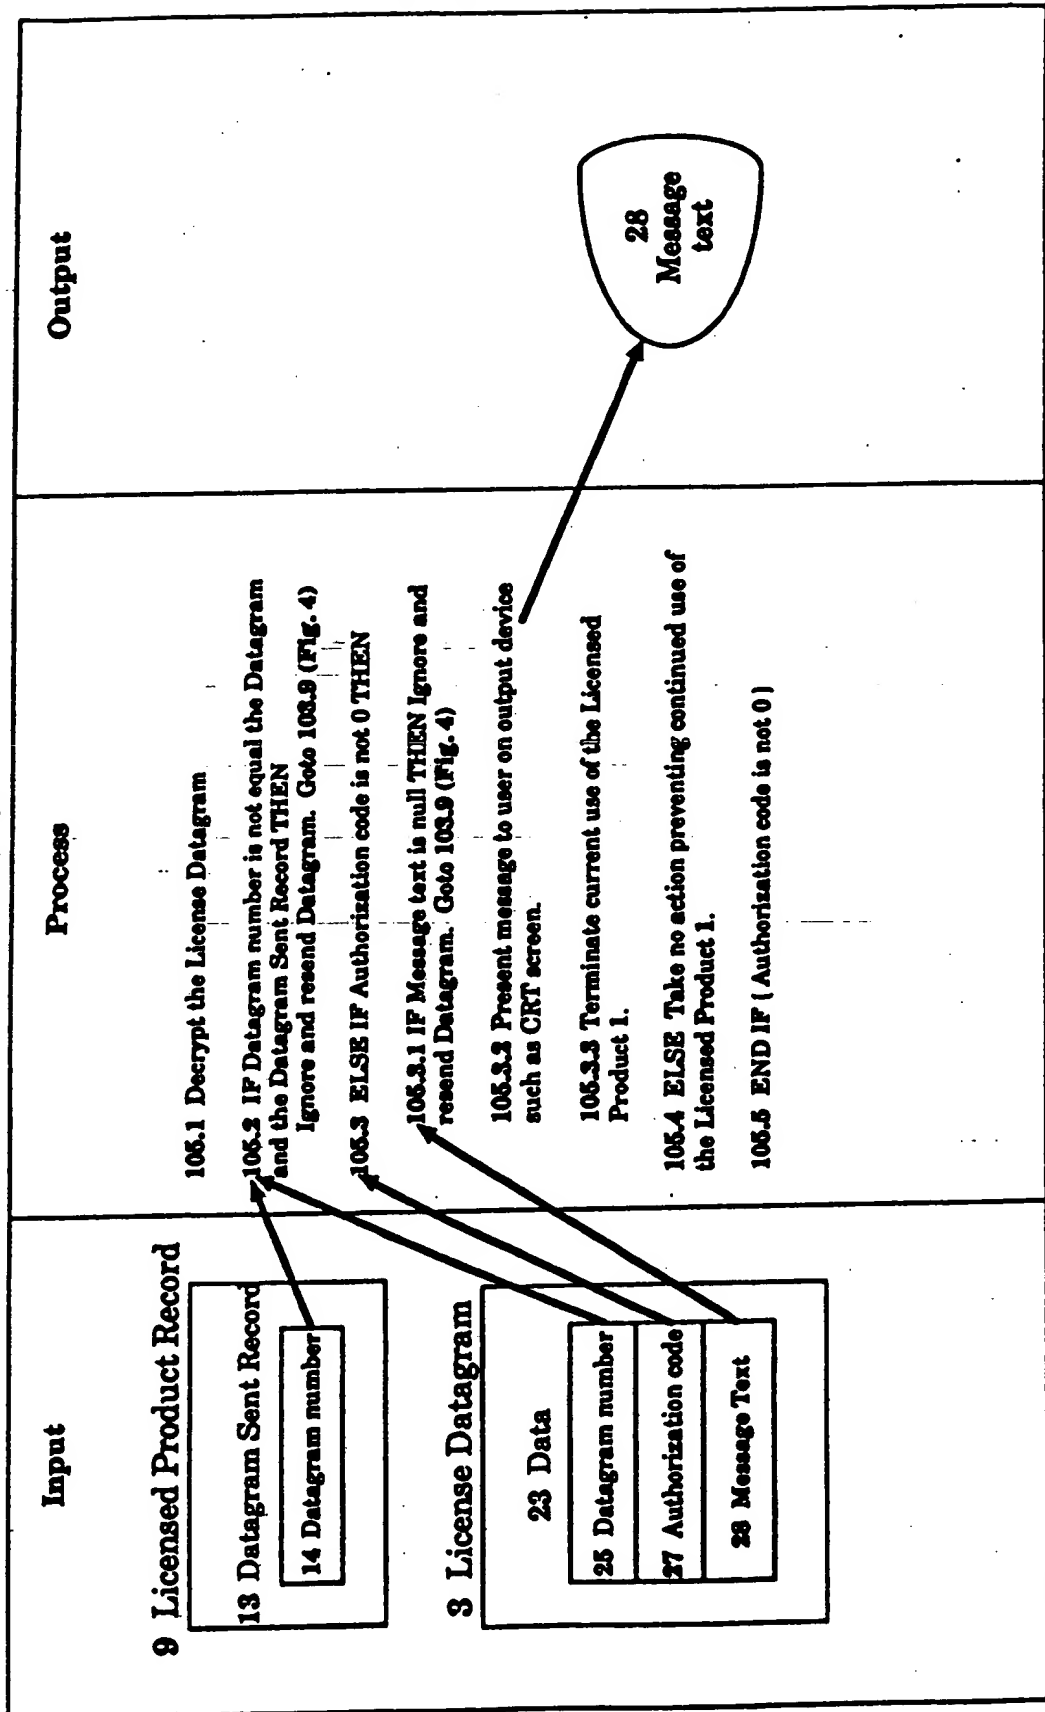 Input
9 Licensed Product Record
13 Datagram Sent Record
14 Datagram number
3 License Datagram
23 Data
25 Datagram number
27 Authorization code
28 Message Text
Process
105.1 Decrypt the License Datagram
105.2 IF Datagram number is not equal the Datagram
and the Datagram Sent Record THEN
Ignore and resend Datagram. Goto 103.9 (Fig. 4)
105.3 ELSE IF Authorization code is not 0 THEN
105.3.1 IF Message text is null THEN Ignore and
resend Datagram. Goto 103.9 (Fig. 4)
105.3.2 Present message to user on output device
such as CRT screen.
105.3.3 Terminate current use of the Licensed
Product 1.
105.4 ELSE Take no action preventing continued use of
the Licensed Product 1.
105.5 END IF ( Authorization code is not 0 )
Output
28
Message
text